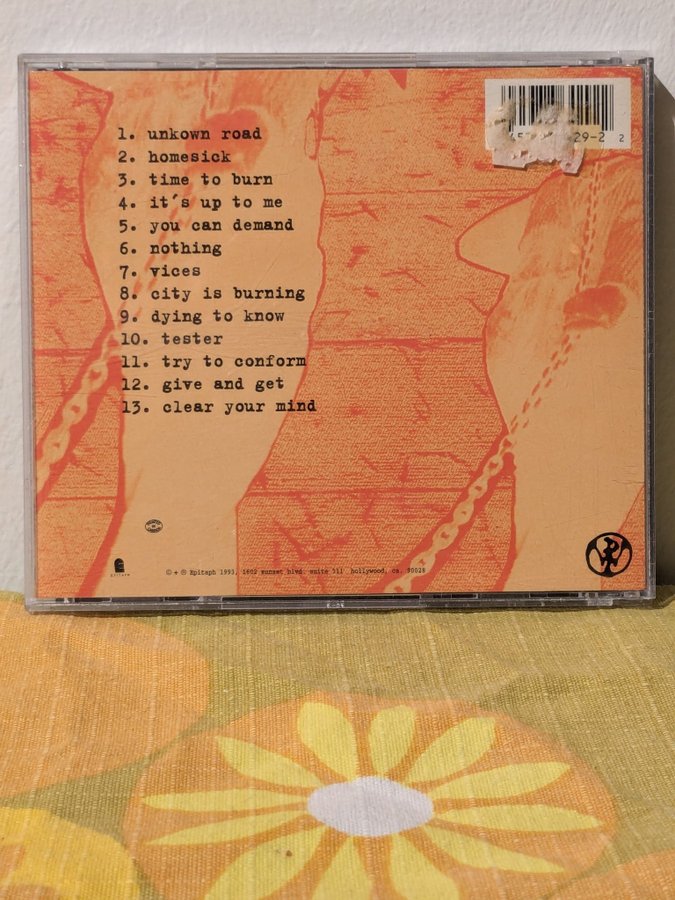 1. unkown road
2. homesick
3. time to burn
4. it's up to me
5. you can demand
6. nothing
7. vices
8. city is burning
9. dying to know
10. tester
11. try to conform
12. give and get
13. clear your mind
29-2 2
Epitaph
© + ℗ Epitaph 1993, 1602 sunset blvd. suite 111 hollywood, ca. 90028